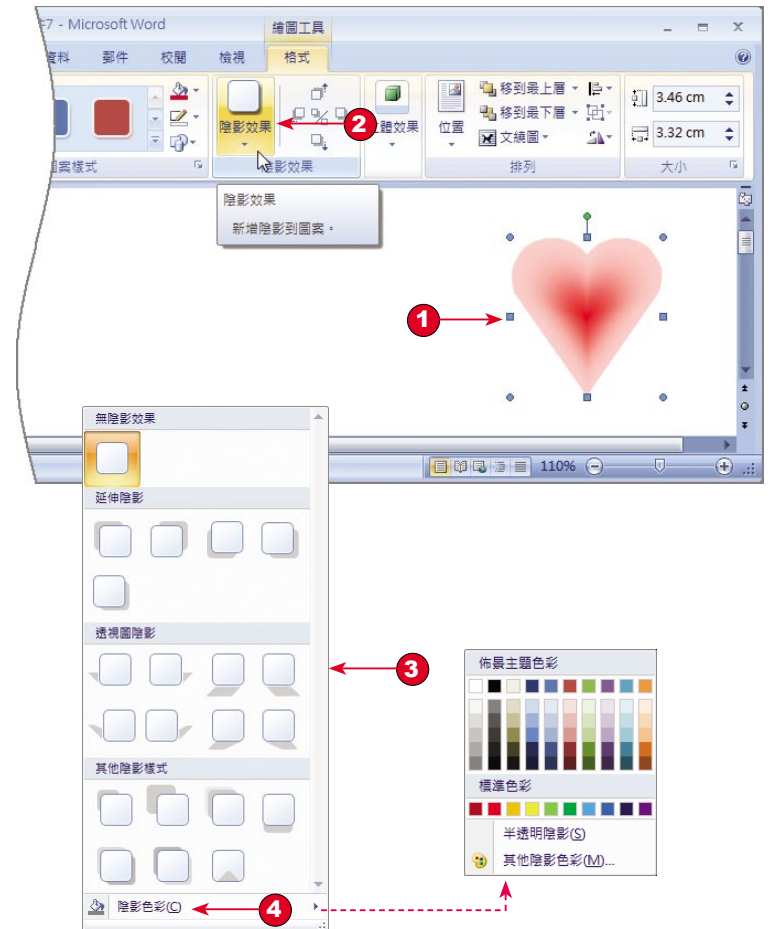 7 - Microsoft Word
繪圖工具
資料 郵件 校閱 檢視 格式
陰影效果
2
立體效果
位置
移到最上層
移到最下層
文繞圖
3.46 cm
3.32 cm
圖案樣式
陰影效果
排列
大小
陰影效果
新增陰影到圖案。
1
110%
無陰影效果
延伸陰影
透視圖陰影
3
其他陰影樣式
陰影色彩(C)
4
佈景主題色彩
標準色彩
半透明陰影(S)
其他陰影色彩(M)...